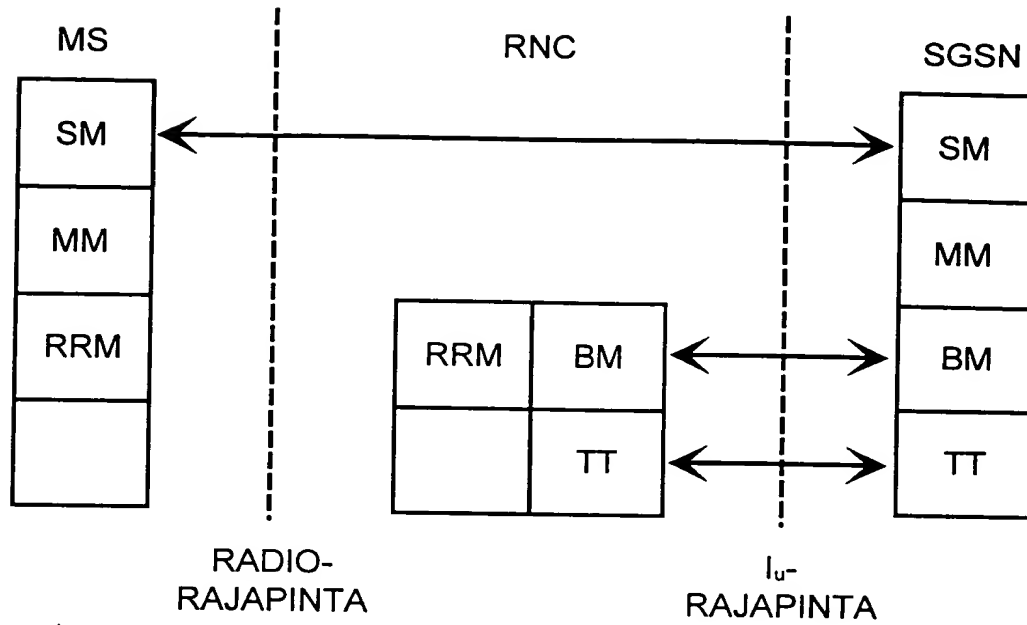 MS
RNC
SGSN
SM
SM
MM
MM
RRM
RRM
BM
BM
TT
TT
RADIO-
RAJAPINTA
Iu-
RAJAPINTA